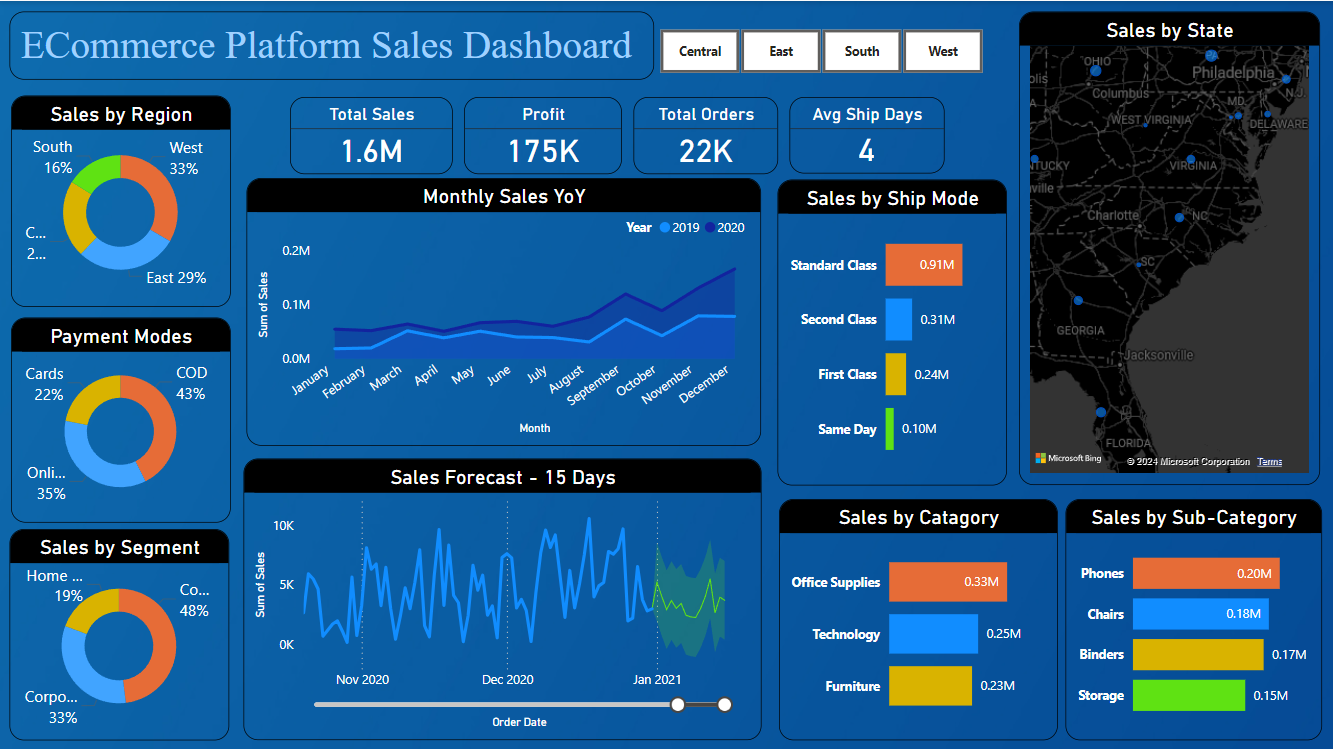 ECommerce Platform Sales Dashboard
Central
East
South
West
Sales by State
OHIO
Columbus
Philadelphia
N.J.
MD.
WEST VIRGINIA
DELAWARE
VIRGINIA
Charlotte
NC
SC
GEORGIA
Jacksonville
FLORIDA
Microsoft Bing
© 2024 Microsoft Corporation Terms
Sales by Region
South
16%
West
33%
C...
2...
East 29%
Total Sales
1.6M
Profit
175K
Total Orders
22K
Avg Ship Days
4
Monthly Sales YoY
Year 2019 2020
0.2M
0.1M
0.0M
Sum of Sales
January
February
March
April
May
June
July
August
September
October
November
December
Month
Sales by Ship Mode
Standard Class 0.91M
Second Class 0.31M
First Class 0.24M
Same Day 0.10M
Payment Modes
Cards
22%
COD
43%
Onli...
35%
Sales by Segment
Home ...
19%
Co...
48%
Corpo...
33%
Sales Forecast - 15 Days
10K
5K
0K
Sum of Sales
Nov 2020
Dec 2020
Jan 2021
Order Date
Sales by Catagory
Office Supplies 0.33M
Technology 0.25M
Furniture 0.23M
Sales by Sub-Category
Phones 0.20M
Chairs 0.18M
Binders 0.17M
Storage 0.15M